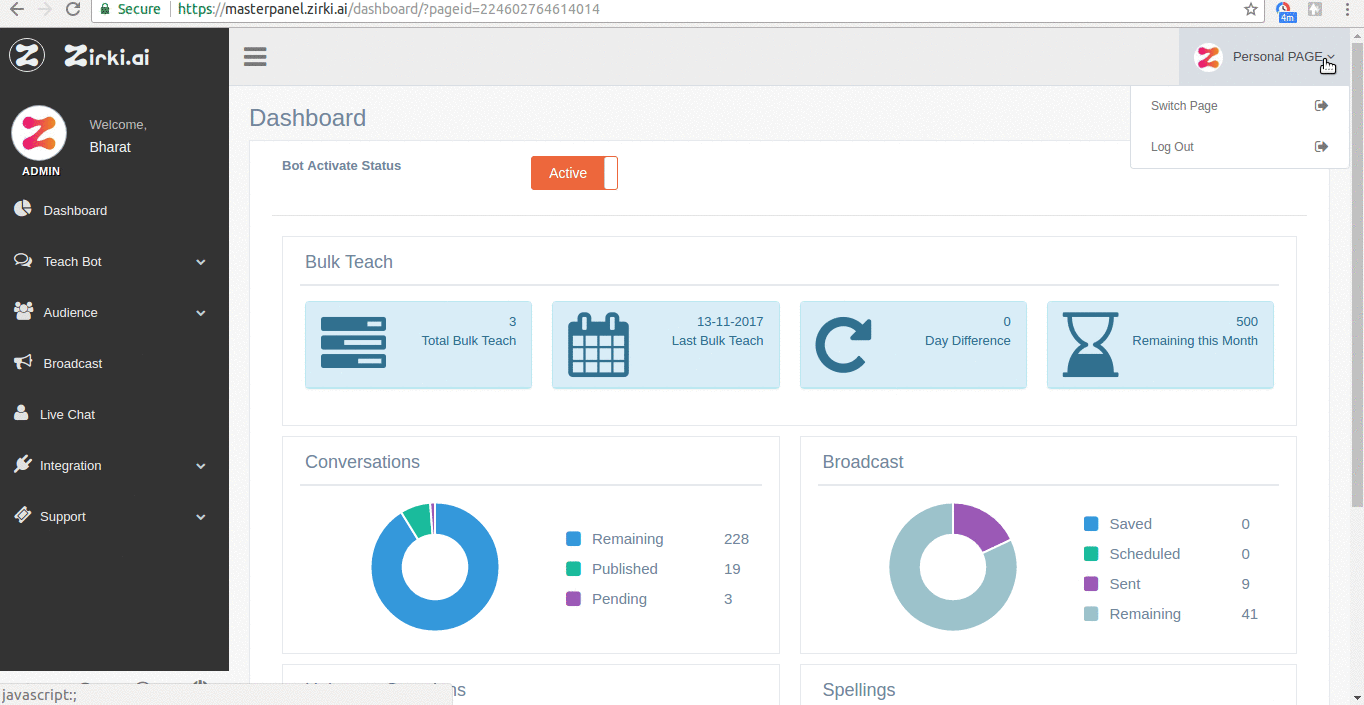 Secure
https://masterpanel.zirki.ai/dashboard/?pageid=224602764614014
4m
Zirki.ai
Personal PAGE
Switch Page
Log Out
Welcome,
Bharat
ADMIN
Dashboard
Teach Bot
Audience
Broadcast
Live Chat
Integration
Support
Dashboard
Bot Activate Status
Active
Bulk Teach
3
Total Bulk Teach
13-11-2017
Last Bulk Teach
0
Day Difference
500
Remaining this Month
Conversations
Remaining 228
Published 19
Pending 3
Broadcast
Saved 0
Scheduled 0
Sent 9
Remaining 41
Spellings
javascript:;